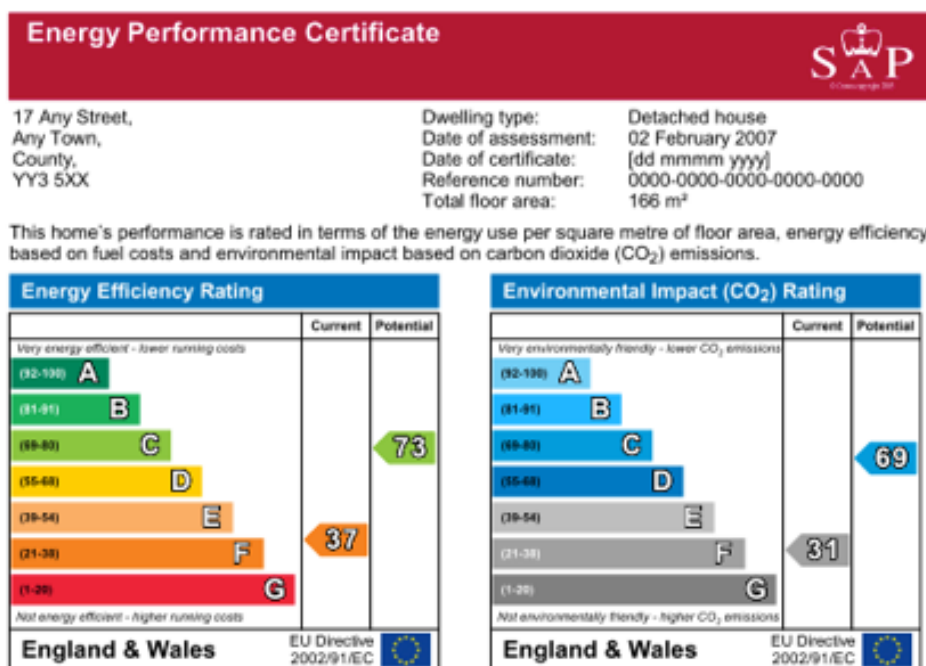 Energy Performance Certificate
SAP
17 Any Street,
Any Town,
County,
YY3 5XX
Dwelling type: Detached house
Date of assessment: 02 February 2007
Date of certificate: [dd mmmm yyyy]
Reference number: 0000-0000-0000-0000-0000
Total floor area: 166 m²
This home's performance is rated in terms of the energy use per square metre of floor area, energy efficiency
based on fuel costs and environmental impact based on carbon dioxide (CO₂) emissions.
Energy Efficiency Rating
Current Potential
Very energy efficient - lower running costs
(92-100) A
(81-91) B
(69-80) C
73
(55-68) D
(39-54) E
37
(21-38) F
(1-20) G
Not energy efficient - higher running costs
England & Wales
EU Directive
2002/91/EC
Environmental Impact (CO₂) Rating
Current Potential
Very environmentally friendly - lower CO₂ emissions
(92-100) A
(81-91) B
(69-80) C
69
(55-68) D
(39-54) E
31
(21-38) F
(1-20) G
Not environmentally friendly - higher CO₂ emissions
England & Wales
EU Directive
2002/91/EC